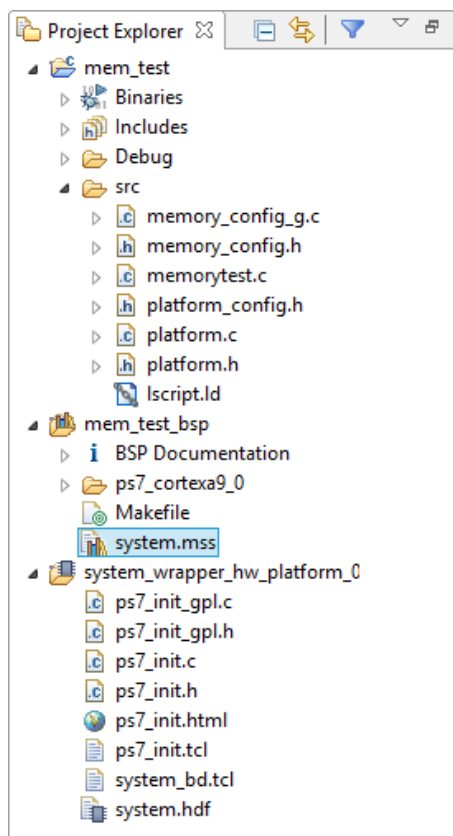 Project Explorer
mem_test
Binaries
Includes
Debug
src
memory_config_g.c
memory_config.h
memorytest.c
platform_config.h
platform.c
platform.h
lscript.ld
mem_test_bsp
BSP Documentation
ps7_cortexa9_0
Makefile
system.mss
system_wrapper_hw_platform_0
ps7_init_gpl.c
ps7_init_gpl.h
ps7_init.c
ps7_init.h
ps7_init.html
ps7_init.tcl
system_bd.tcl
system.hdf